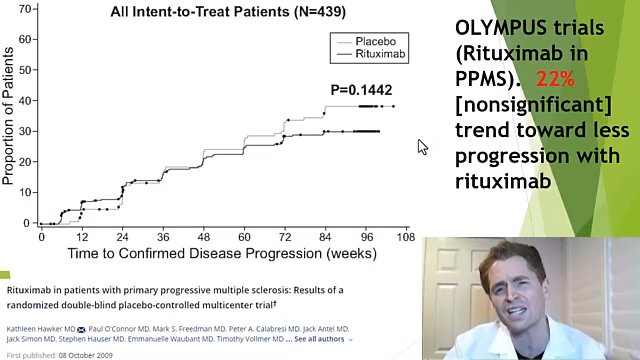 All Intent-to-Treat Patients (N=439)
70
60
50
40
30
20
10
0
Proportion of Patients
Placebo
Rituximab
P=0.1442
0 12 24 36 48 60 72 84 96 108
Time to Confirmed Disease Progression (weeks)
OLYMPUS trials
(Rituximab in
PPMS). 22%
[nonsignificant]
trend toward less
progression with
rituximab
Rituximab in patients with primary progressive multiple sclerosis: Results of a
randomized double-blind placebo-controlled multicenter trial†
Kathleen Hawker MD, Paul O'Connor MD, Mark S. Freedman MD, Peter A. Calabresi MD, Jack Antel MD,
Jack Simon MD, Stephen Hauser MD, Emmanuelle Waubant MD, Timothy Vollmer MD ... See all authors
First published: 08 October 2009